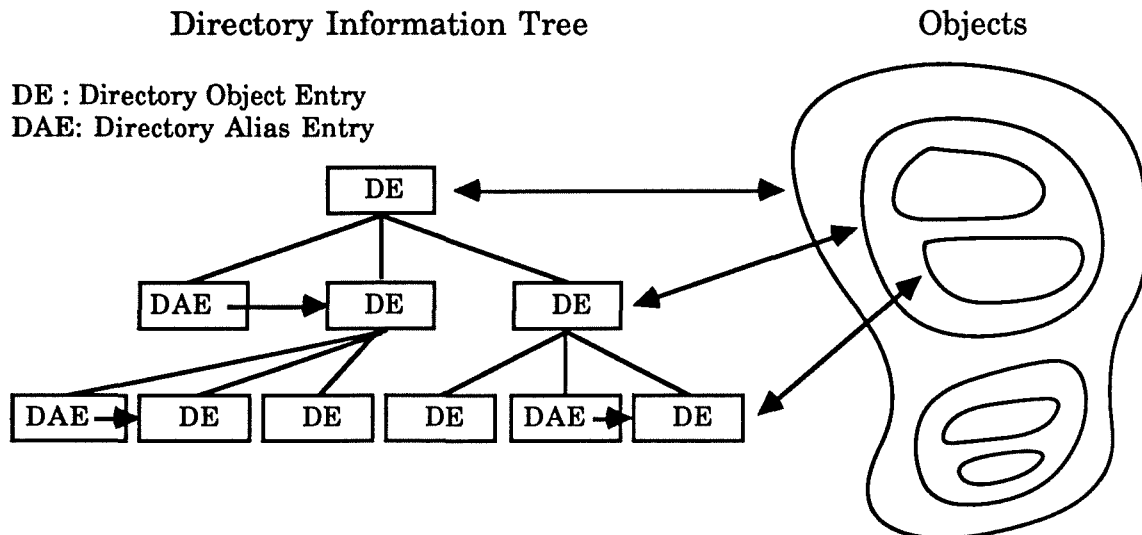 Directory Information Tree
Objects
DE : Directory Object Entry
DAE: Directory Alias Entry
DE
DAE
DE
DE
DAE
DE
DE
DE
DAE
DE